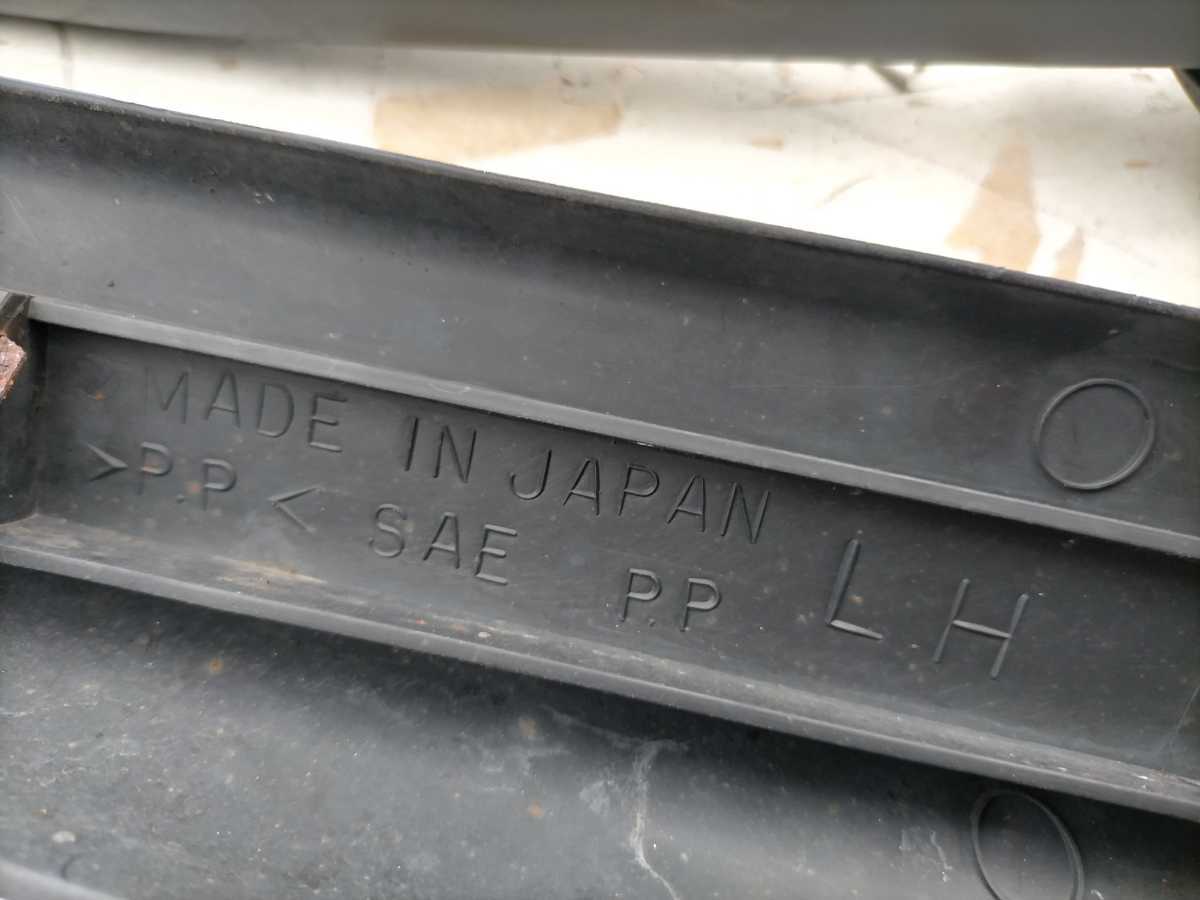 MADE IN JAPAN
>P.P< SAE P.P
LH